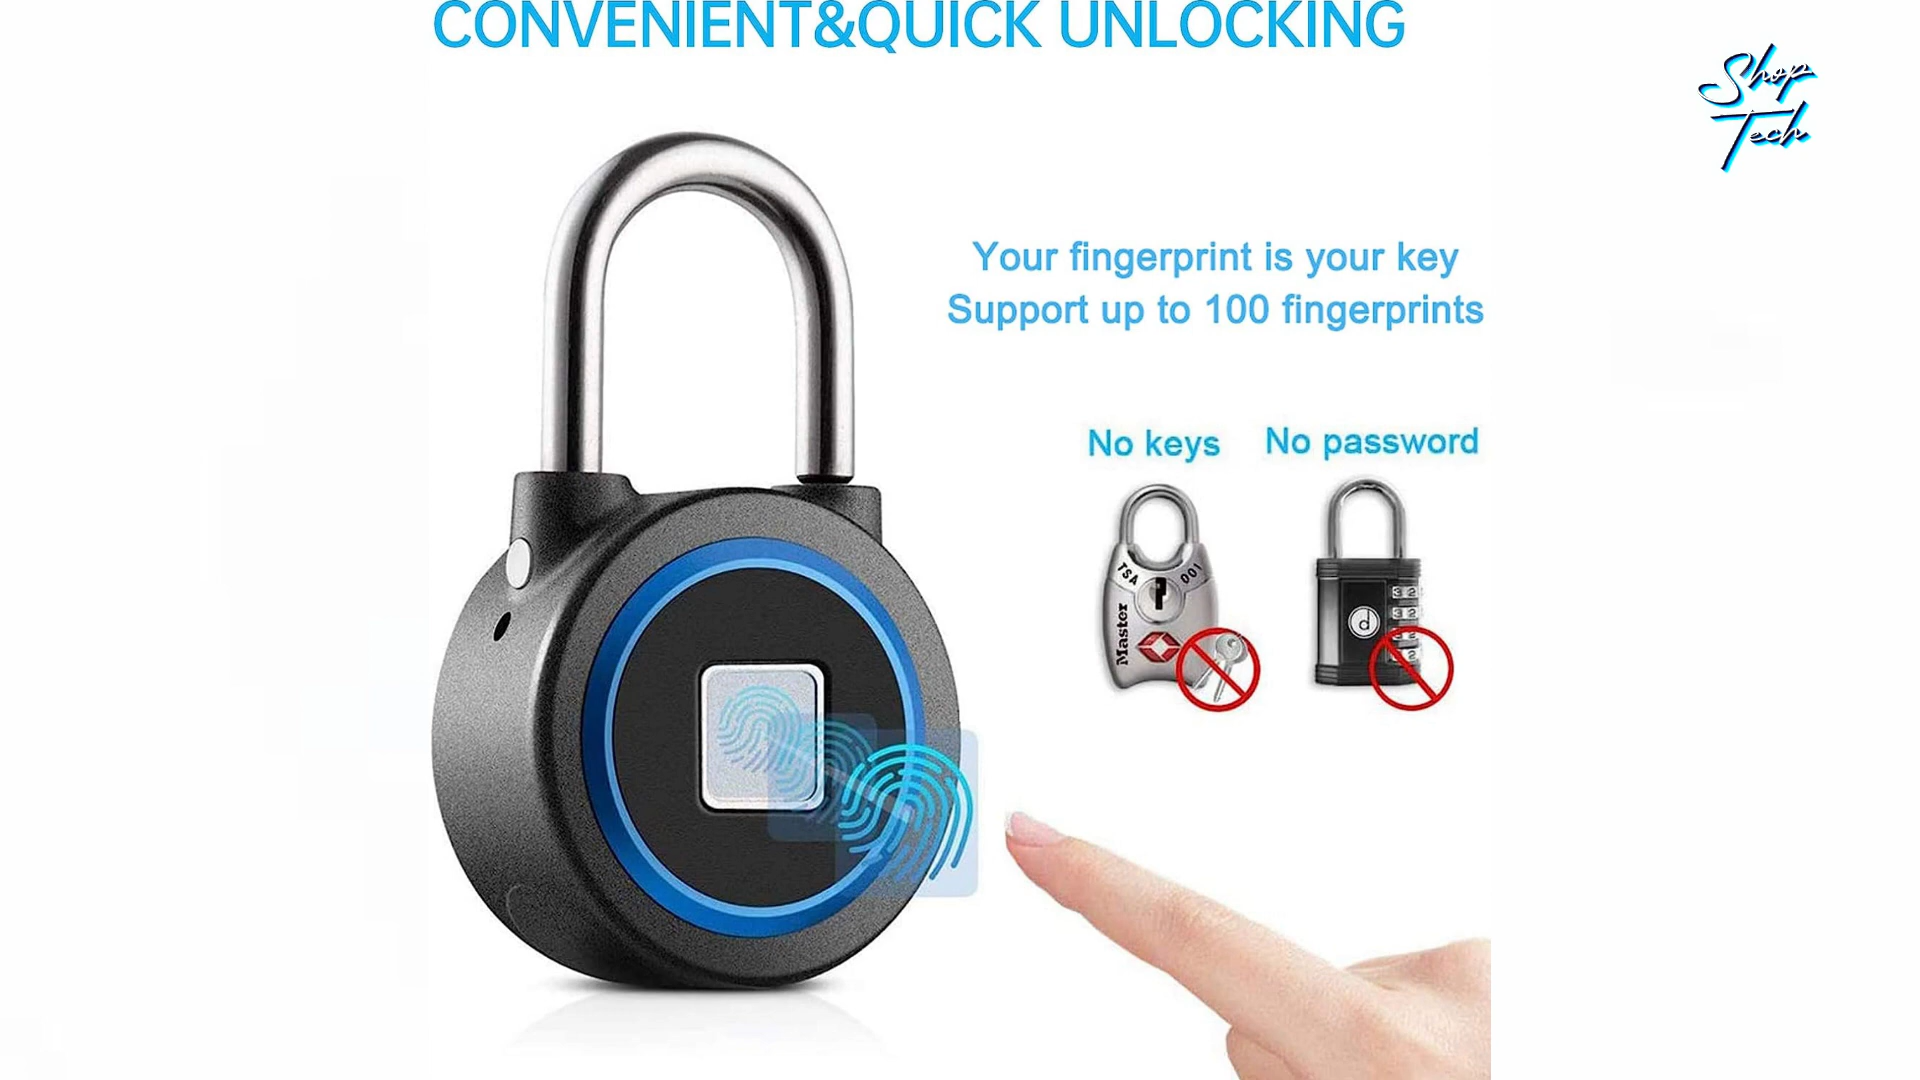 CONVENIENT&QUICK UNLOCKING
Shop
Tech
Your fingerprint is your key
Support up to 100 fingerprints
No keys
No password
TSA
001
Master
d